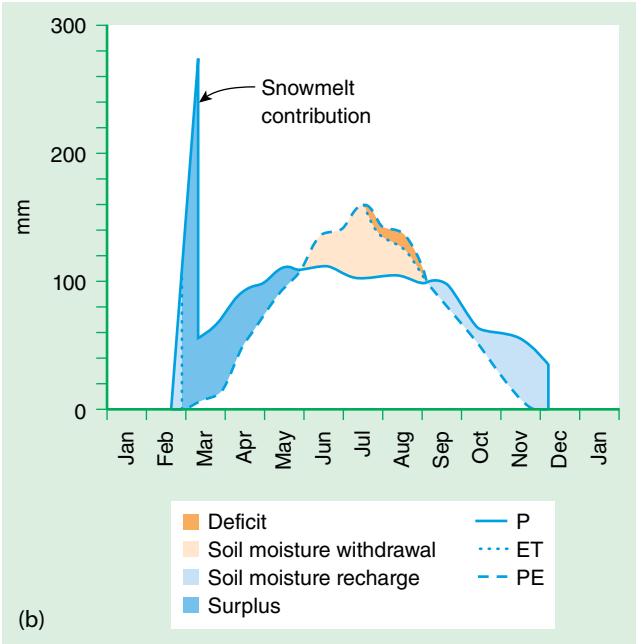 300
200
100
0
mm
Snowmelt
contribution
Jan
Feb
Mar
Apr
May
Jun
Jul
Aug
Sep
Oct
Nov
Dec
Jan
Deficit
Soil moisture withdrawal
Soil moisture recharge
Surplus
P
ET
PE
(b)